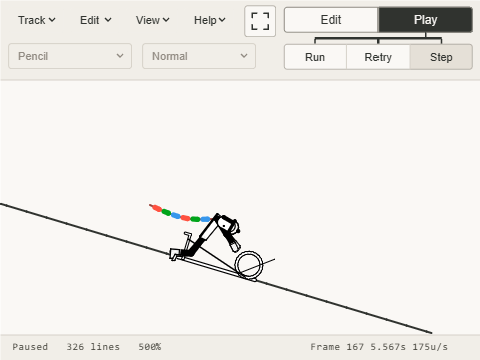 Track Edit View Help Edit Play
Pencil Normal Run Retry Step
Paused 326 lines 500% Frame 167 5.567s 175u/s